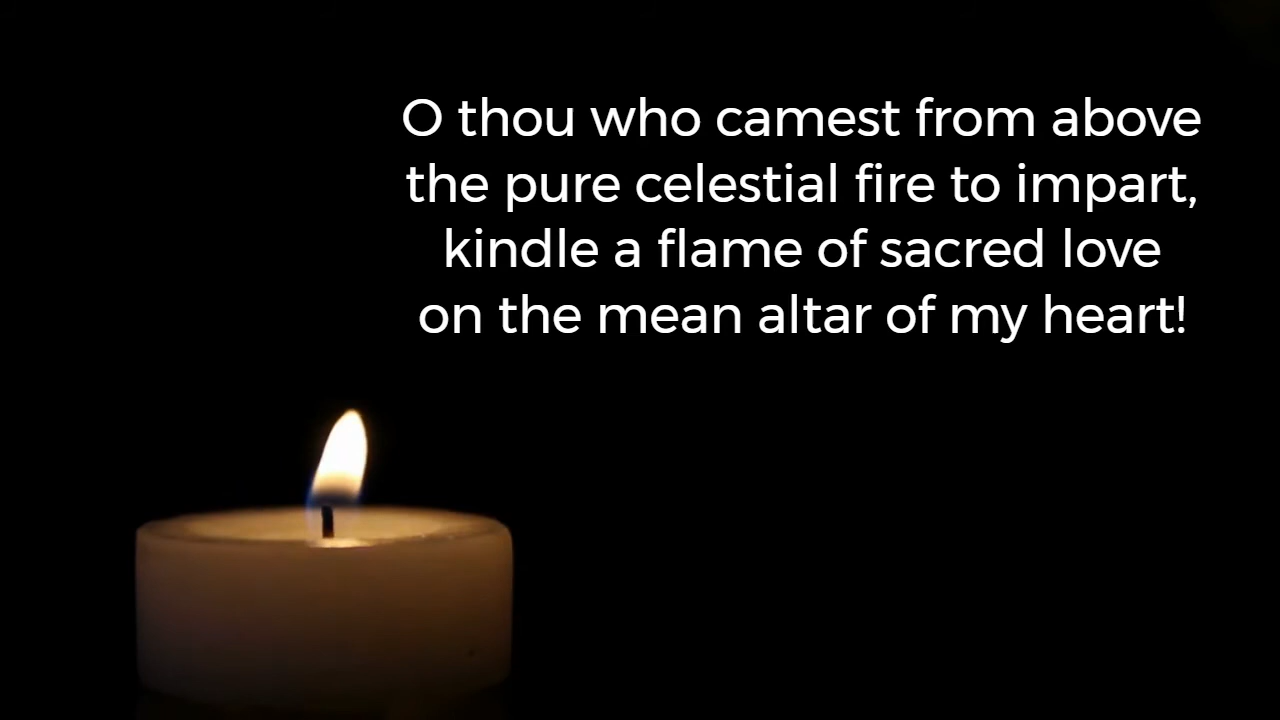 O thou who camest from above
the pure celestial fire to impart,
kindle a flame of sacred love
on the mean altar of my heart!